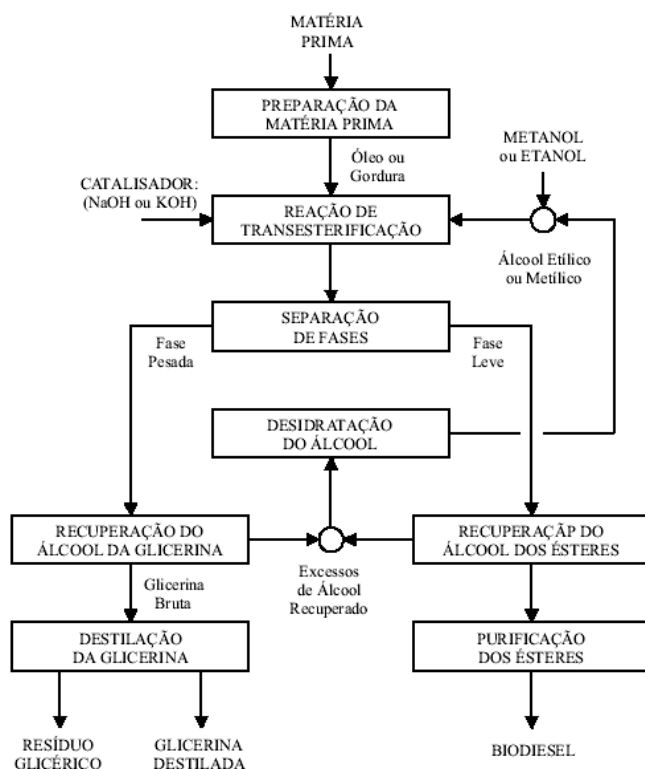 MATÉRIA
PRIMA
PREPARAÇÃO DA
MATÉRIA PRIMA
METANOL
ou ETANOL
Óleo ou
Gordura
CATALISADOR:
(NaOH ou KOH)
REAÇÃO DE
TRANSESTERIFICAÇÃO
Álcool Etílico
ou Metílico
SEPARAÇÃO
DE FASES
Fase
Pesada
Fase
Leve
DESIDRATAÇÃO
DO ÁLCOOL
RECUPERAÇÃO DO
ÁLCOOL DA GLICERINA
RECUPERAÇãP DO
ÁLCOOL DOS ÉSTERES
Glicerina
Bruta
Excessos
de Álcool
Recuperado
DESTILAÇÃO
DA GLICERINA
PURIFICAÇÃO
DOS ÉSTERES
RESÍDUO
GLICÉRICO
GLICERINA
DESTILADA
BIODIESEL